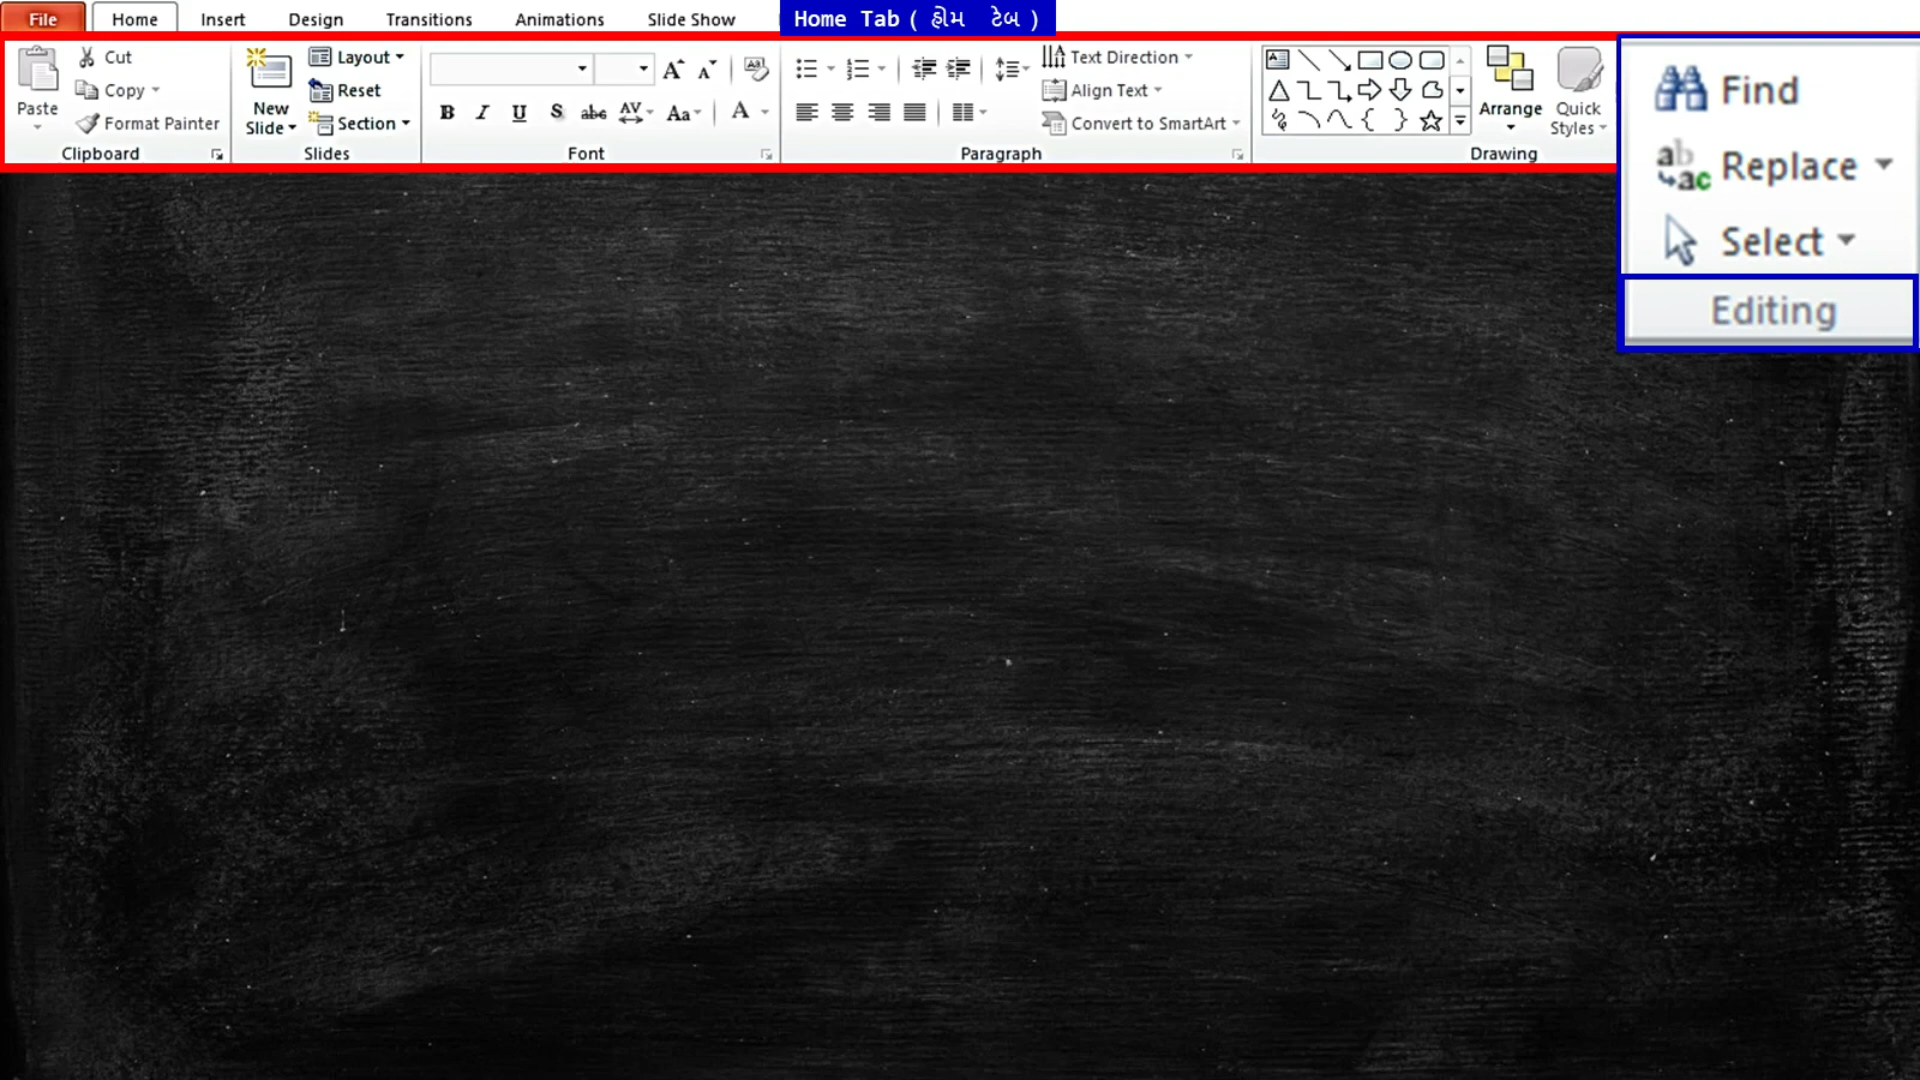 File Home Insert Design Transitions Animations Slide Show Home Tab ( હોમ ટેબ )
Paste
Cut
Copy
Format Painter
Clipboard
New
Slide
Layout
Reset
Section
Slides
B I U S abc AV Aa A
Font
Text Direction
Align Text
Convert to SmartArt
Paragraph
Arrange
Quick
Styles
Drawing
Find
Replace
Select
Editing